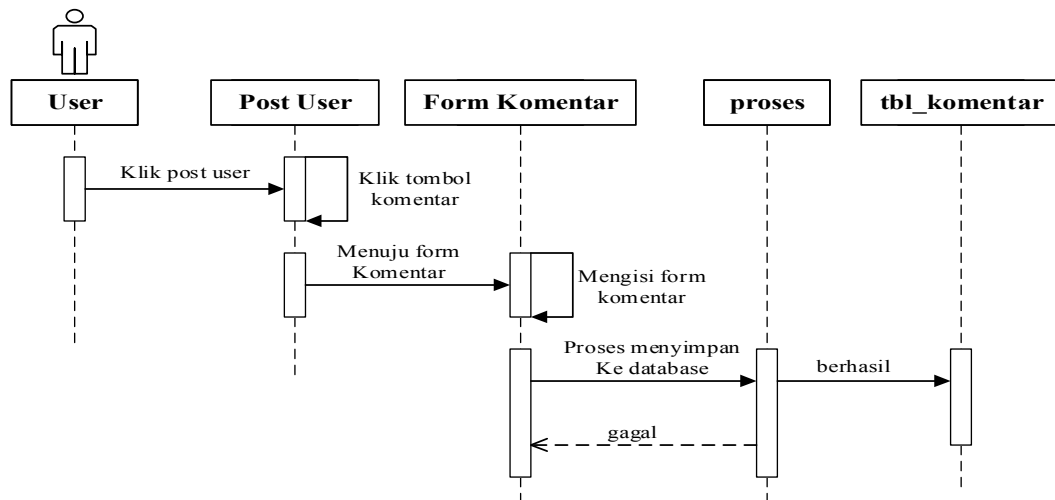 User
Post User
Form Komentar
proses
tbl_komentar
Klik post user
Klik tombol
komentar
Menuju form
Komentar
Mengisi form
komentar
Proses menyimpan
Ke database
berhasil
gagal